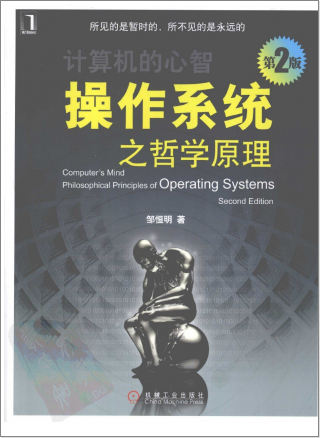 所见的是暂时的，所不见的是永远的
计算机的心智
第2版
操作系统
之哲学原理
Computer's Mind
Philosophical Principles of Operating Systems
Second Edition
邹恒明 著
机械工业出版社
China Machine Press